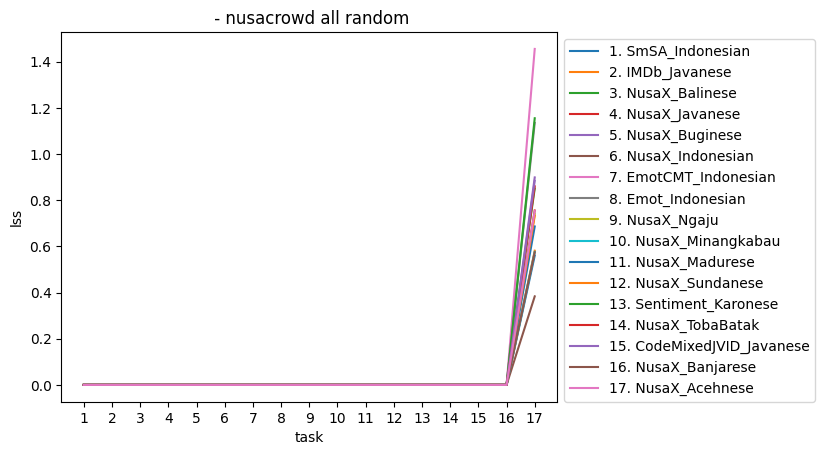 - nusacrowd all random
lss
1.4
1.2
1.0
0.8
0.6
0.4
0.2
0.0
1 2 3 4 5 6 7 8 9 10 11 12 13 14 15 16 17
task
1. SmSA_Indonesian
2. IMDb_Javanese
3. NusaX_Balinese
4. NusaX_Javanese
5. NusaX_Buginese
6. NusaX_Indonesian
7. EmotCMT_Indonesian
8. Emot_Indonesian
9. NusaX_Ngaju
10. NusaX_Minangkabau
11. NusaX_Madurese
12. NusaX_Sundanese
13. Sentiment_Karonese
14. NusaX_TobaBatak
15. CodeMixedJVID_Javanese
16. NusaX_Banjarese
17. NusaX_Acehnese